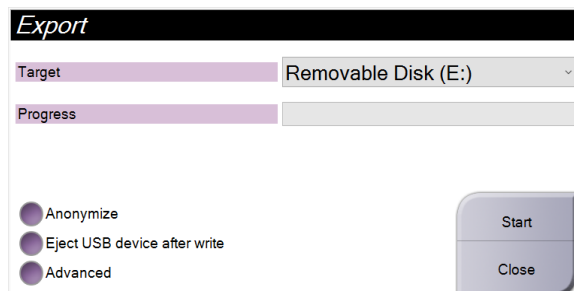 Export
Target
Removable Disk (E:)
Progress
Anonymize
Eject USB device after write
Advanced
Start
Close